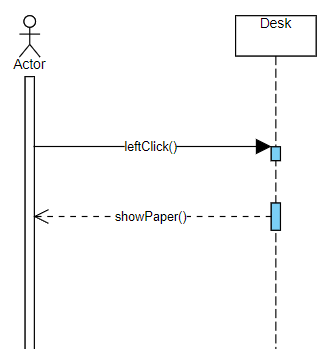 Desk
Actor
leftClick()
showPaper()